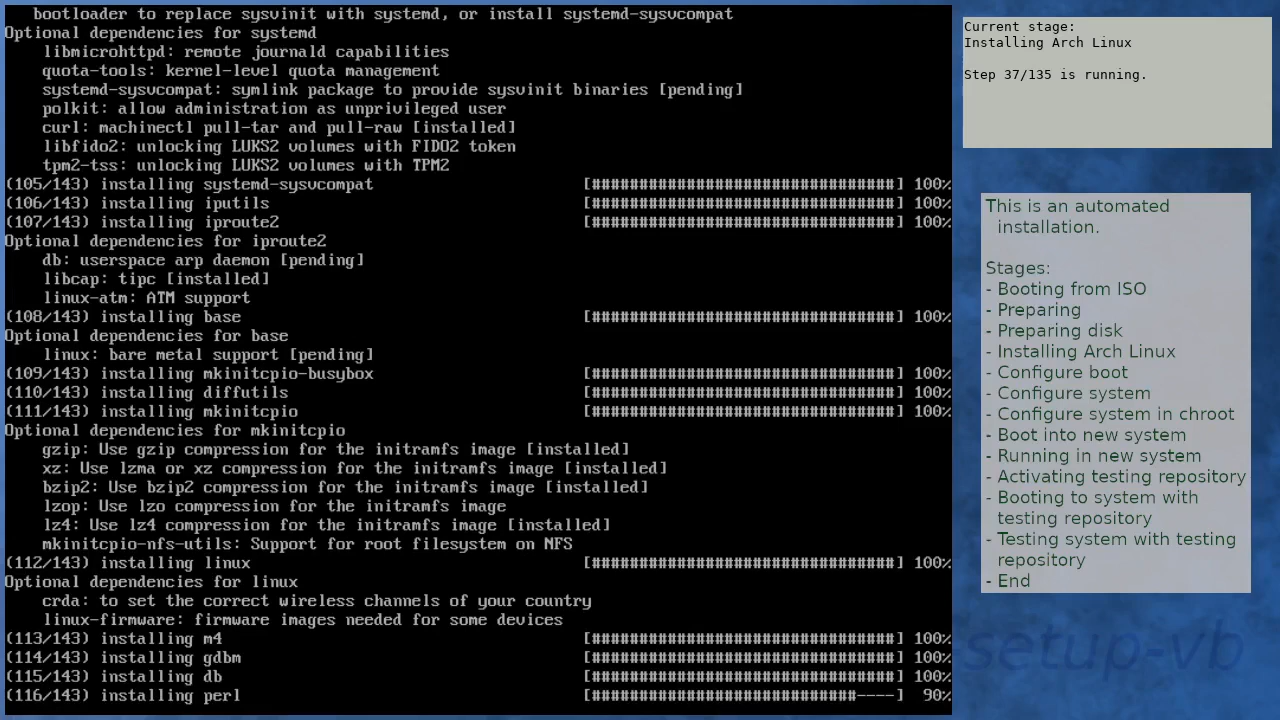 bootloader to replace sysvinit with systemd, or install systemd-sysvcompat
Optional dependencies for systemd
    libmicrohttpd: remote journald capabilities
    quota-tools: kernel-level quota management
    systemd-sysvcompat: symlink package to provide sysvinit binaries [pending]
    polkit: allow administration as unprivileged user
    curl: machinectl pull-tar and pull-raw [installed]
    libfido2: unlocking LUKS2 volumes with FIDO2 token
    tpm2-tss: unlocking LUKS2 volumes with TPM2
(105/143) installing systemd-sysvcompat [################################] 100%
(106/143) installing iputils [################################] 100%
(107/143) installing iproute2 [################################] 100%
Optional dependencies for iproute2
    db: userspace arp daemon [pending]
    libcap: tipc [installed]
    linux-atm: ATM support
(108/143) installing base [################################] 100%
Optional dependencies for base
    linux: bare metal support [pending]
(109/143) installing mkinitcpio-busybox [################################] 100%
(110/143) installing diffutils [################################] 100%
(111/143) installing mkinitcpio [################################] 100%
Optional dependencies for mkinitcpio
    gzip: Use gzip compression for the initramfs image [installed]
    xz: Use lzma or xz compression for the initramfs image [installed]
    bzip2: Use bzip2 compression for the initramfs image [installed]
    lzop: Use lzo compression for the initramfs image
    lz4: Use lz4 compression for the initramfs image [installed]
    mkinitcpio-nfs-utils: Support for root filesystem on NFS
(112/143) installing linux [################################] 100%
Optional dependencies for linux
    crda: to set the correct wireless channels of your country
    linux-firmware: firmware images needed for some devices
(113/143) installing m4 [################################] 100%
(114/143) installing gdbm [################################] 100%
(115/143) installing db [################################] 100%
(116/143) installing perl [############################----] 90%
Current stage:
Installing Arch Linux
Step 37/135 is running.
This is an automated
installation.
Stages:
- Booting from ISO
- Preparing
- Preparing disk
- Installing Arch Linux
- Configure boot
- Configure system
- Configure system in chroot
- Boot into new system
- Running in new system
- Activating testing repository
- Booting to system with
testing repository
- Testing system with testing
repository
- End
setup-vb